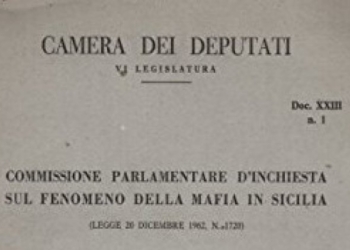 CAMERA DEI DEPUTATI
VI LEGISLATURA
Doc. XXIII
n. 1
COMMISSIONE PARLAMENTARE D'INCHIESTA
SUL FENOMENO DELLA MAFIA IN SICILIA
(LEGGE 20 DICEMBRE 1962, N. 1720)